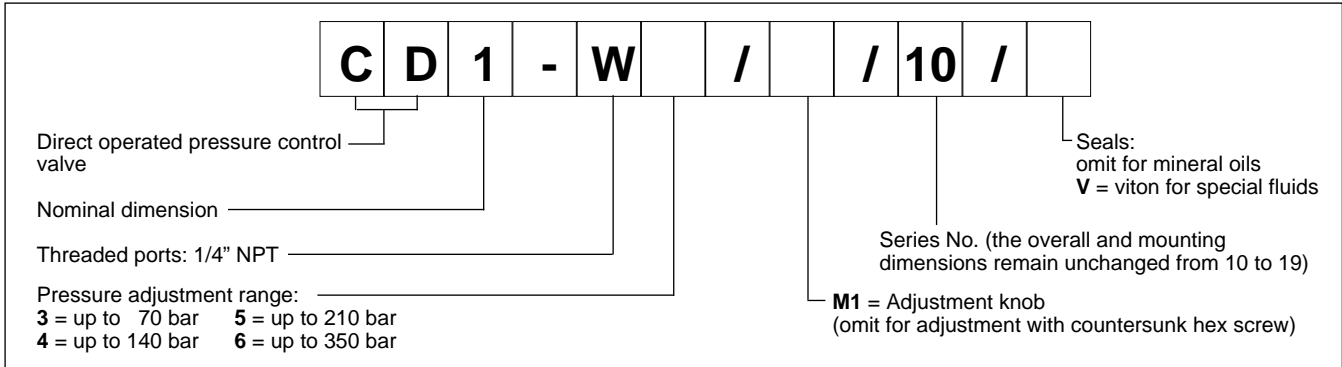 CD1-W / /10/
Direct operated pressure control
valve
Nominal dimension
Threaded ports: 1/4” NPT
Pressure adjustment range:
3 = up to 70 bar 5 = up to 210 bar
4 = up to 140 bar 6 = up to 350 bar
Seals:
omit for mineral oils
V = viton for special fluids
Series No. (the overall and mounting
dimensions remain unchanged from 10 to 19)
M1 = Adjustment knob
(omit for adjustment with countersunk hex screw)